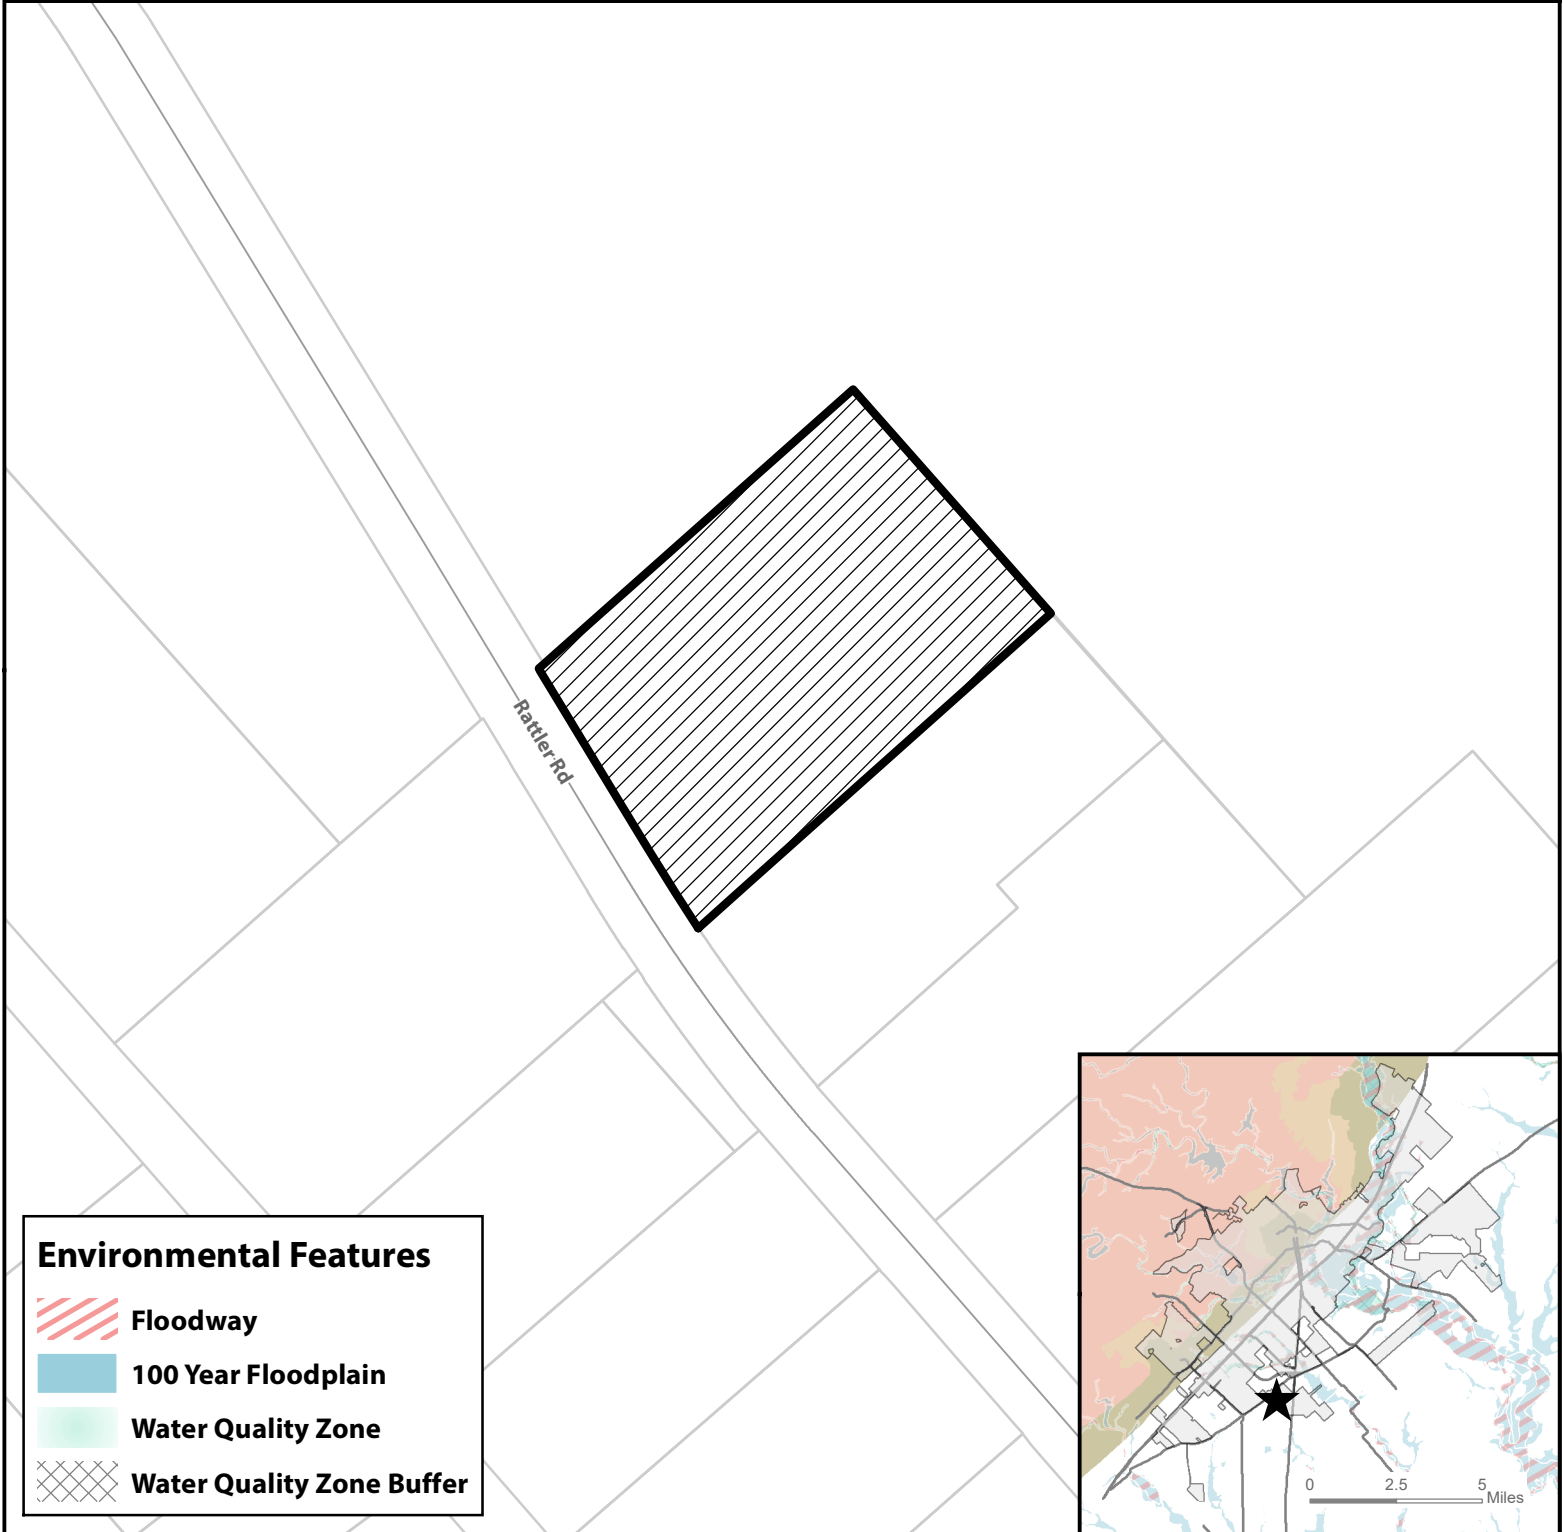 Rattler Rd
Environmental Features
Floodway
100 Year Floodplain
Water Quality Zone
Water Quality Zone Buffer
0 2.5 5
Miles